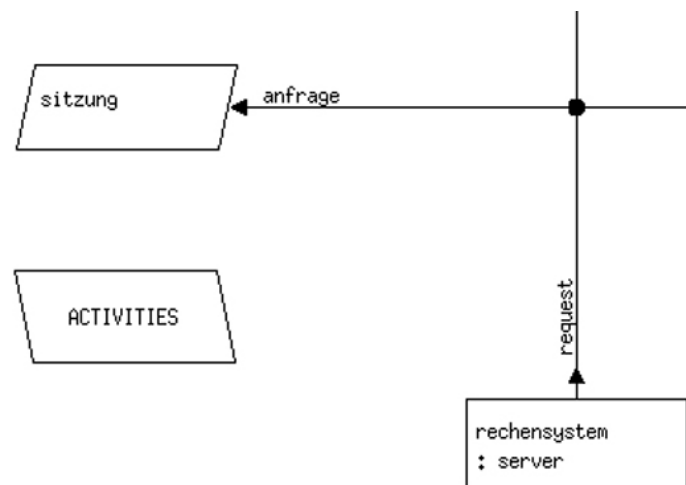 sitzung
anfrage
ACTIVITIES
request
rechensystem
: server